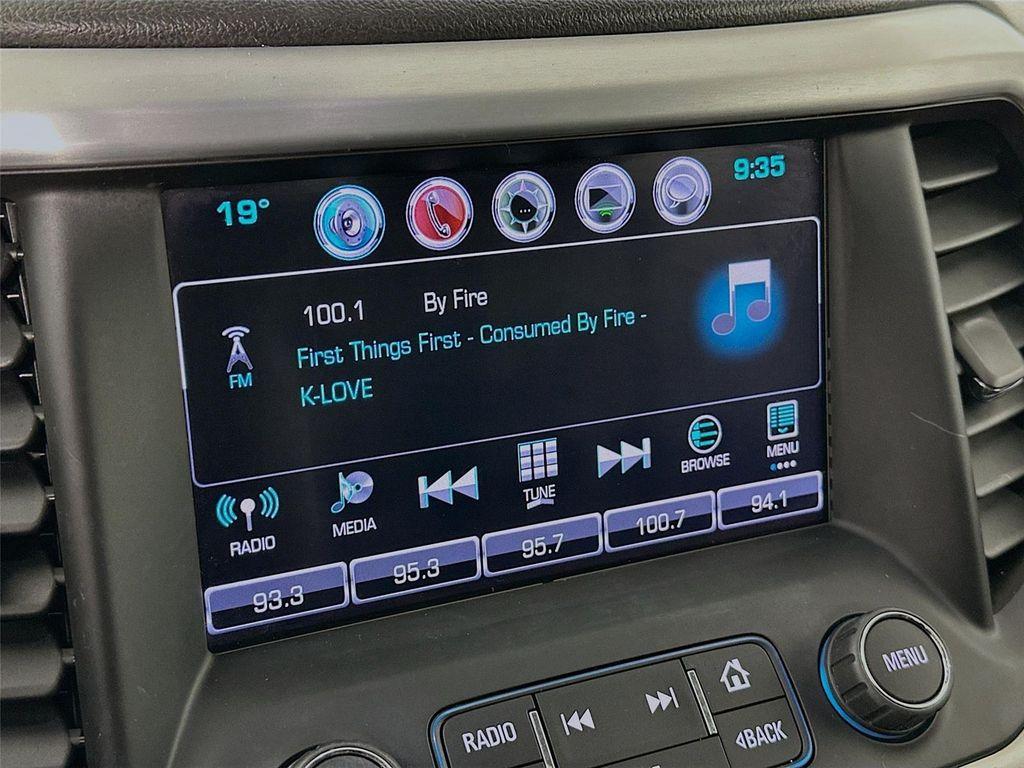 19°
9:35
100.1 By Fire
First Things First - Consumed By Fire -
K-LOVE
FM
RADIO
MEDIA
TUNE
BROWSE
MENU
93.3
95.3
95.7
100.7
94.1
RADIO
BACK
MENU